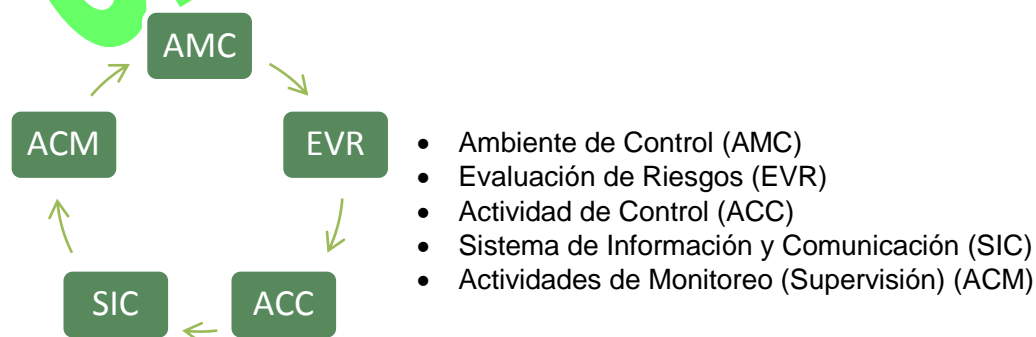 AMC
ACM
EVR
SIC
ACC
• Ambiente de Control (AMC)
• Evaluación de Riesgos (EVR)
• Actividad de Control (ACC)
• Sistema de Información y Comunicación (SIC)
• Actividades de Monitoreo (Supervisión) (ACM)